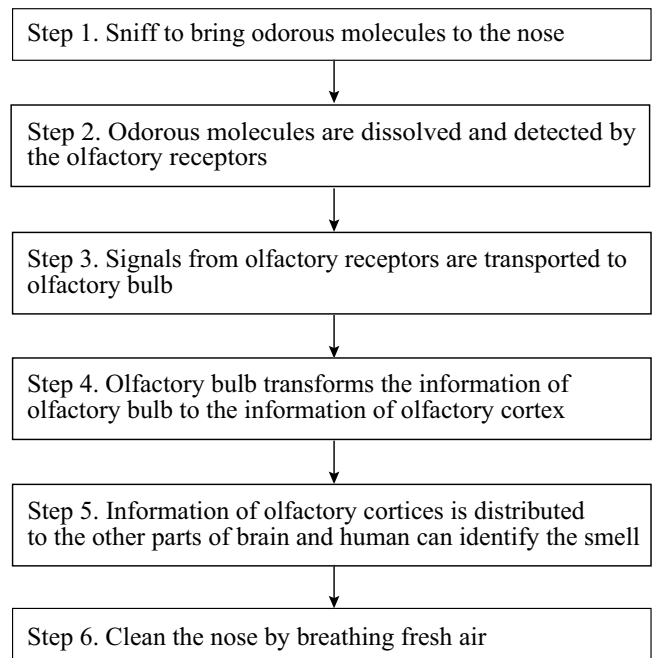 Step 1. Sniff to bring odorous molecules to the nose
Step 2. Odorous molecules are dissolved and detected by
the olfactory receptors
Step 3. Signals from olfactory receptors are transported to
olfactory bulb
Step 4. Olfactory bulb transforms the information of
olfactory bulb to the information of olfactory cortex
Step 5. Information of olfactory cortices is distributed
to the other parts of brain and human can identify the smell
Step 6. Clean the nose by breathing fresh air